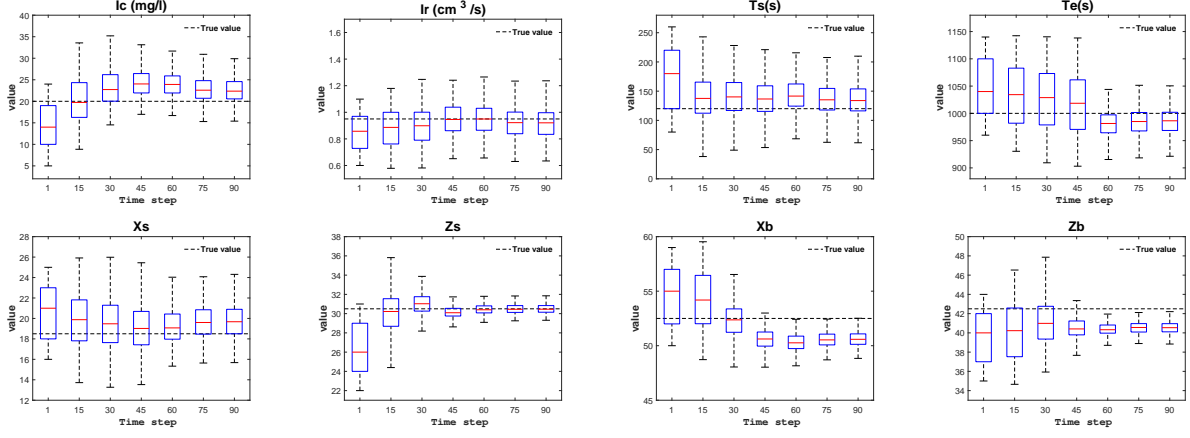 Ic (mg/l)
True value
value
40
35
30
25
20
15
10
5
0
1 15 30 45 60 75 90
Time step
Ir (cm 3 /s)
True value
value
1.6
1.4
1.2
1
0.8
0.6
0.4
1 15 30 45 60 75 90
Time step
Ts(s)
True value
value
250
200
150
100
50
0
1 15 30 45 60 75 90
Time step
Te(s)
True value
value
1150
1100
1050
1000
950
900
1 15 30 45 60 75 90
Time step
Xs
True value
value
28
26
24
22
20
18
16
14
12
1 15 30 45 60 75 90
Time step
Zs
True value
value
38
36
34
32
30
28
26
24
22
1 15 30 45 60 75 90
Time step
Xb
True value
value
60
55
50
45
1 15 30 45 60 75 90
Time step
Zb
True value
value
50
48
46
44
42
40
38
36
34
1 15 30 45 60 75 90
Time step